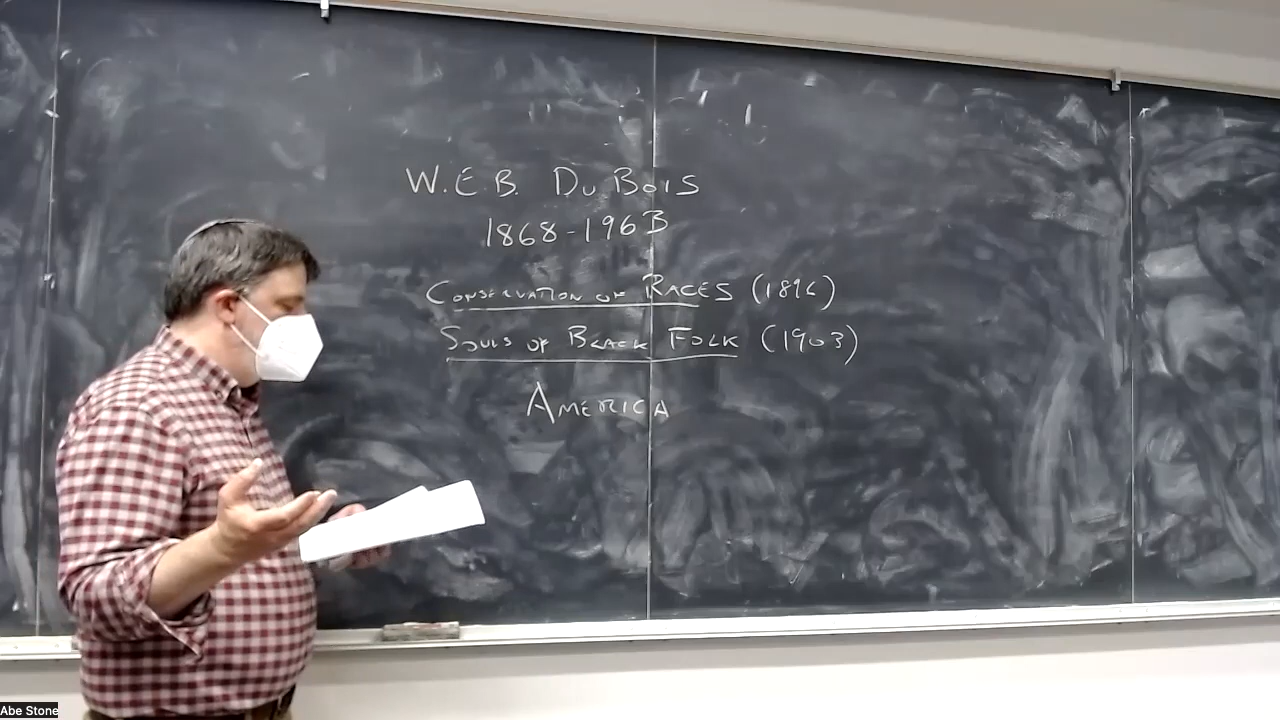 W.E.B. DU BOIS
1868-1963
CONSERVATION OF RACES (1896)
SOULS OF BLACK FOLK (1903)
AMERICA
Abe Stone